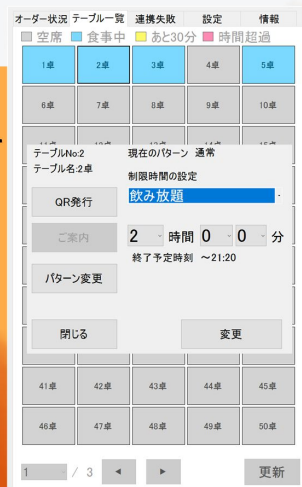 オーダー状況 テーブル一覧 連携失敗 設定 情報
空席 食事中 あと30分 時間超過
1卓 2卓 3卓 4卓 5卓
6卓 7卓 8卓 9卓 10卓
テーブルNo:2 現在のパターン 通常
テーブル名:2卓
制限時間の設定
QR発行 飲み放題
ご案内 2 時間 0 0 分
終了予定時刻 ~21:20
パターン変更
閉じる 変更
41卓 42卓 43卓 44卓 45卓
46卓 47卓 48卓 49卓 50卓
1 / 3 ◀ ▶ 更新